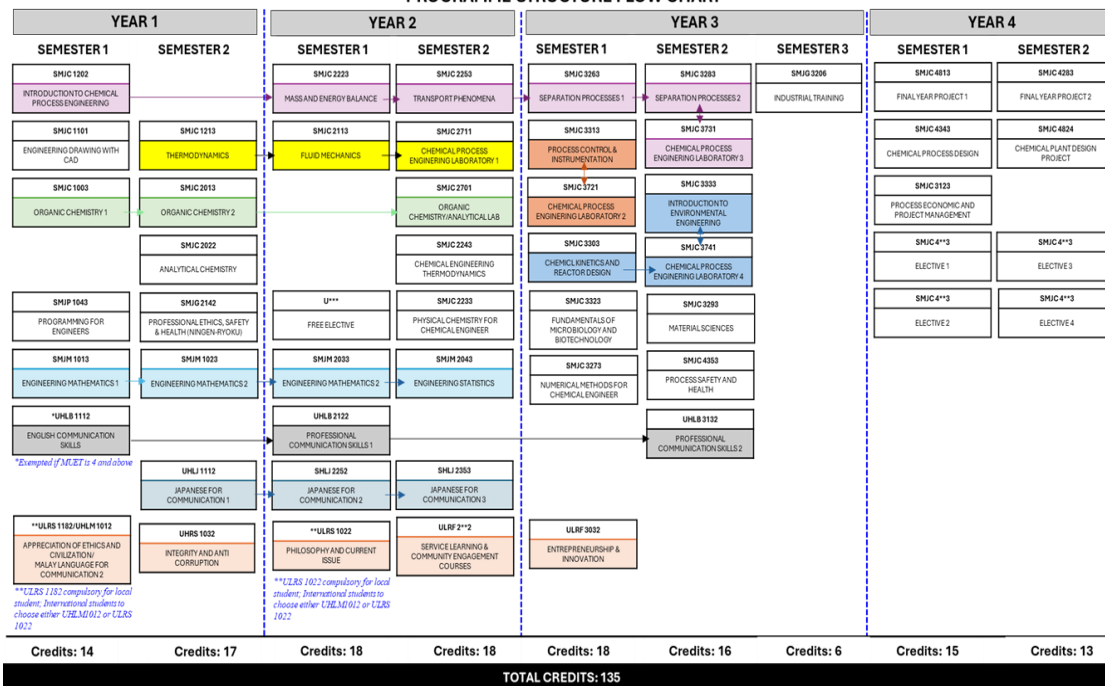 PROGRAMME STRUCTURE FLOW CHART
YEAR 1
YEAR 2
YEAR 3
YEAR 4
SEMESTER 1
SEMESTER 2
SEMESTER 1
SEMESTER 2
SEMESTER 1
SEMESTER 2
SEMESTER 3
SEMESTER 1
SEMESTER 2
SMJC 1202
INTRODUCTION TO CHEMICAL
PROCESS ENGINEERING
SMJC 2223
MASS AND ENERGY BALANCE
SMJC 2253
TRANSPORT PHENOMENA
SMJC 3263
SEPARATION PROCESSES 1
SMJC 3283
SEPARATION PROCESSES 2
SMJG 3206
INDUSTRIAL TRAINING
SMJC 4813
FINAL YEAR PROJECT 1
SMJC 4283
FINAL YEAR PROJECT 2
SMJC 1101
ENGINEERING DRAWING WITH
CAD
SMJC 1213
THERMODYNAMICS
SMJC 2113
FLUID MECHANICS
SMJC 2711
CHEMICAL PROCESS
ENGINERING LABORATORY 1
SMJC 3313
PROCESS CONTROL &
INSTRUMENTATION
SMJC 3731
CHEMICAL PROCESS
ENGINERING LABORATORY 3
SMJC 4343
CHEMICAL PROCESS DESIGN
SMJC 4824
CHEMICAL PLANT DESIGN
PROJECT
SMJC 1003
ORGANIC CHEMISTRY 1
SMJC 2013
ORGANIC CHEMISTRY 2
SMJC 2701
ORGANIC
CHEMISTRY/ANALYTICAL LAB
SMJC 3721
CHEMICAL PROCESS
ENGINERING LABORATORY 2
SMJC 3333
INTRODUCTION TO
ENVIRONMENTAL
ENGINEERING
SMJC 3123
PROCESS ECONOMIC AND
PROJECT MANAGEMENT
SMJC 2022
ANALYTICAL CHEMISTRY
SMJC 2243
CHEMICAL ENGINEERING
THERMODYNAMICS
SMJC 3303
CHEMICL KINETICS AND
REACTOR DESIGN
SMJC 3741
CHEMICAL PROCESS
ENGINERING LABORATORY 4
SMJC 4**3
ELECTIVE 1
SMJC 4**3
ELECTIVE 3
SMJP 1043
PROGRAMMING FOR
ENGINEERS
SMJG 2142
PROFESSIONAL ETHICS, SAFETY
& HEALTH (NINGEN-RYOKU)
U***
FREE ELECTIVE
SMJC 2233
PHYSICAL CHEMISTRY FOR
CHEMICAL ENGINEER
SMJC 3323
FUNDAMENTALS OF
MICROBIOLOGY AND
BIOTECHNOLOGY
SMJC 3293
MATERIAL SCIENCES
SMJC 4**3
ELECTIVE 2
SMJC 4**3
ELECTIVE 4
SMJM 1013
ENGINEERING MATHEMATICS 1
SMJM 1023
ENGINEERING MATHEMATICS 2
SMJM 2033
ENGINEERING MATHEMATICS 2
SMJM 2043
ENGINEERING STATISTICS
SMJC 3273
NUMERICAL METHODS FOR
CHEMICAL ENGINEER
SMJC 4353
PROCESS SAFETY AND
HEALTH
*UHLB 1112
ENGLISH COMMUNICATION
SKILLS
*Exempted if MUET is 4 and above
UHLB 2122
PROFESSIONAL
COMMUNICATION SKILLS 1
UHLB 3132
PROFESSIONAL
COMMUNICATION SKILLS 2
UHLJ 1112
JAPANESE FOR
COMMUNICATION 1
SHLJ 2252
JAPANESE FOR
COMMUNICATION 2
SHLJ 2353
JAPANESE FOR
COMMUNICATION 3
**ULRS 1182/UHLM 1012
APPRECIATION OF ETHICS AND
CIVILIZATION/
MALAY LANGUAGE FOR
COMMUNICATION 2
**ULRS 1182 compulsory for local
student; International students to
choose either UHLM1012 or ULRS
1022
UHRS 1032
INTEGRITY AND ANTI
CORRUPTION
**ULRS 1022
PHILOSOPHY AND CURRENT
ISSUE
**ULRS 1022 compulsory for local
student; International students to
choose either UHLM1012 or ULRS
1022
ULRF 2**2
SERVICE LEARNING &
COMMUNITY ENGAGEMENT
COURSES
ULRF 3032
ENTREPRENEURSHIP &
INNOVATION
Credits: 14
Credits: 17
Credits: 18
Credits: 18
Credits: 18
Credits: 16
Credits: 6
Credits: 15
Credits: 13
TOTAL CREDITS: 135